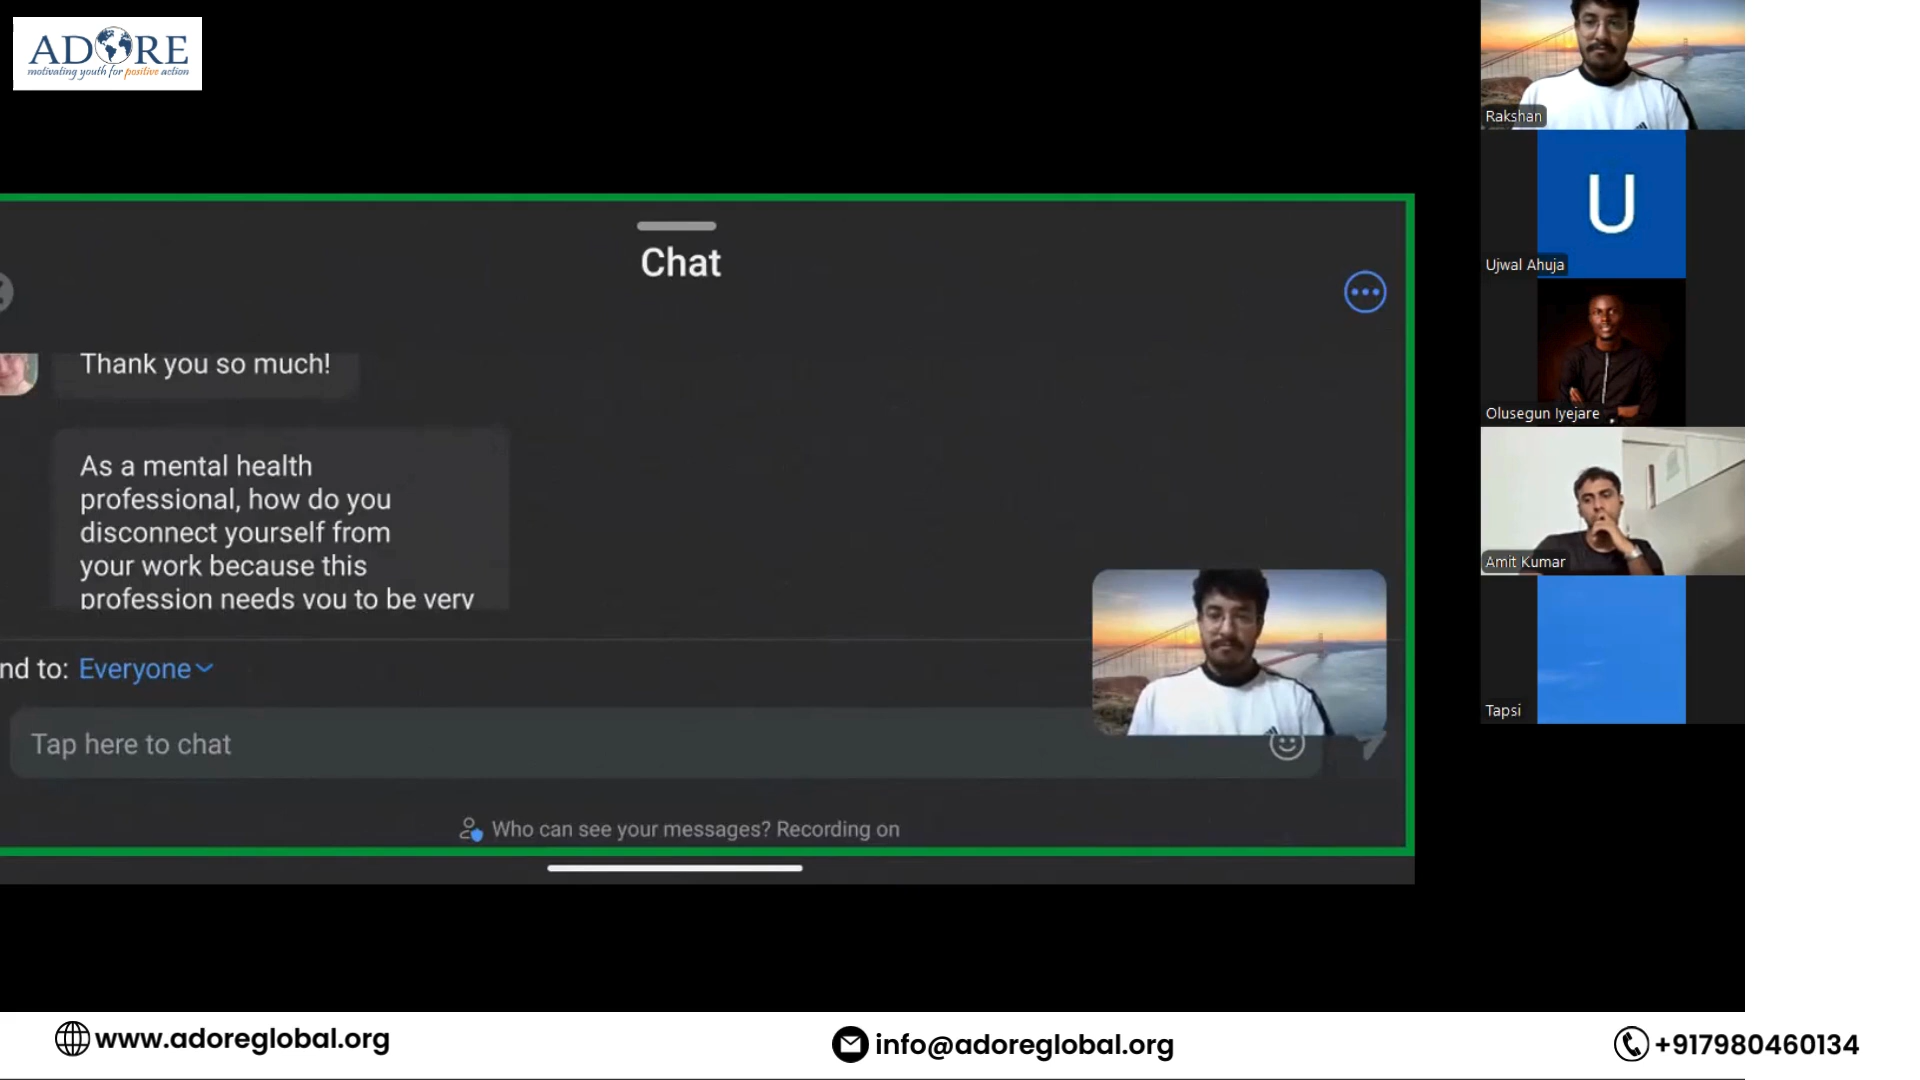 ADORE
motivating youth for positive action
Chat
Thank you so much!
As a mental health
professional, how do you
disconnect yourself from
your work because this
profession needs you to be very
nd to: Everyone
Tap here to chat
Who can see your messages? Recording on
Rakshan
U
Ujwal Ahuja
Olusegun Iyejare
Amit Kumar
Tapsi
www.adoreglobal.org
info@adoreglobal.org
+917980460134